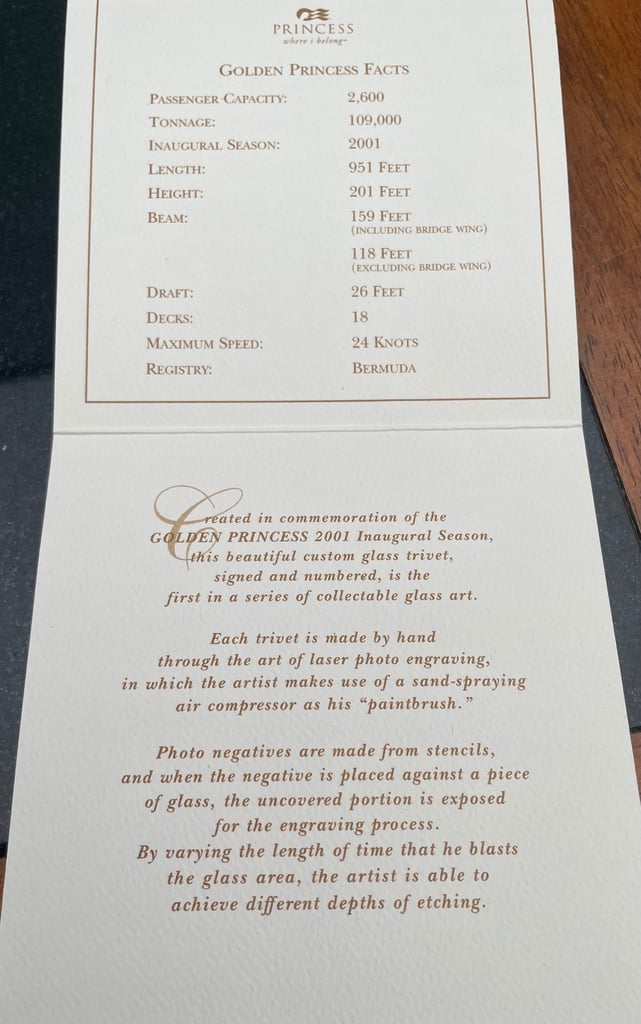 PRINCESS
where i belong™
GOLDEN PRINCESS FACTS
PASSENGER CAPACITY: 2,600
TONNAGE: 109,000
INAUGURAL SEASON: 2001
LENGTH: 951 FEET
HEIGHT: 201 FEET
BEAM: 159 FEET
(INCLUDING BRIDGE WING)
118 FEET
(EXCLUDING BRIDGE WING)
DRAFT: 26 FEET
DECKS: 18
MAXIMUM SPEED: 24 KNOTS
REGISTRY: BERMUDA
Created in commemoration of the
GOLDEN PRINCESS 2001 Inaugural Season,
this beautiful custom glass trivet,
signed and numbered, is the
first in a series of collectable glass art.
Each trivet is made by hand
through the art of laser photo engraving,
in which the artist makes use of a sand-spraying
air compressor as his “paintbrush.”
Photo negatives are made from stencils,
and when the negative is placed against a piece
of glass, the uncovered portion is exposed
for the engraving process.
By varying the length of time that he blasts
the glass area, the artist is able to
achieve different depths of etching.